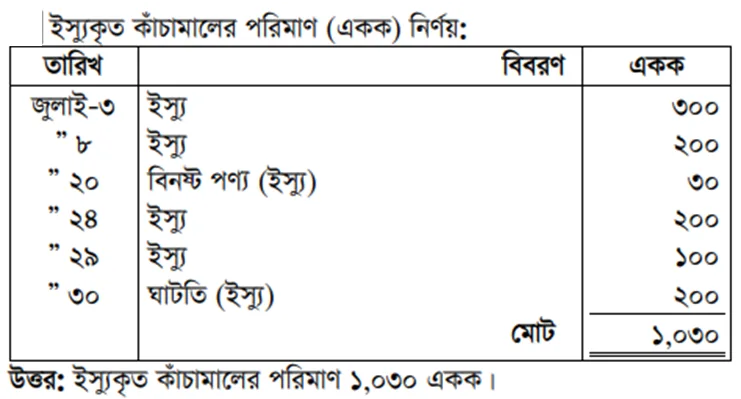 ইস্যুকৃত কাঁচামালের পরিমাণ (একক) নির্ণয়:
তারিখ বিবরণ একক
জুলাই-৩ ইস্যু ৩০০
” ৮ ইস্যু ২০০
” ২০ বিনষ্ট পণ্য (ইস্যু) ৩০
” ২৪ ইস্যু ২০০
” ২৯ ইস্যু ১০০
” ৩০ ঘাটতি (ইস্যু) ২০০
মোট ১,০৩০
উত্তর: ইস্যুকৃত কাঁচামালের পরিমাণ ১,০৩০ একক।